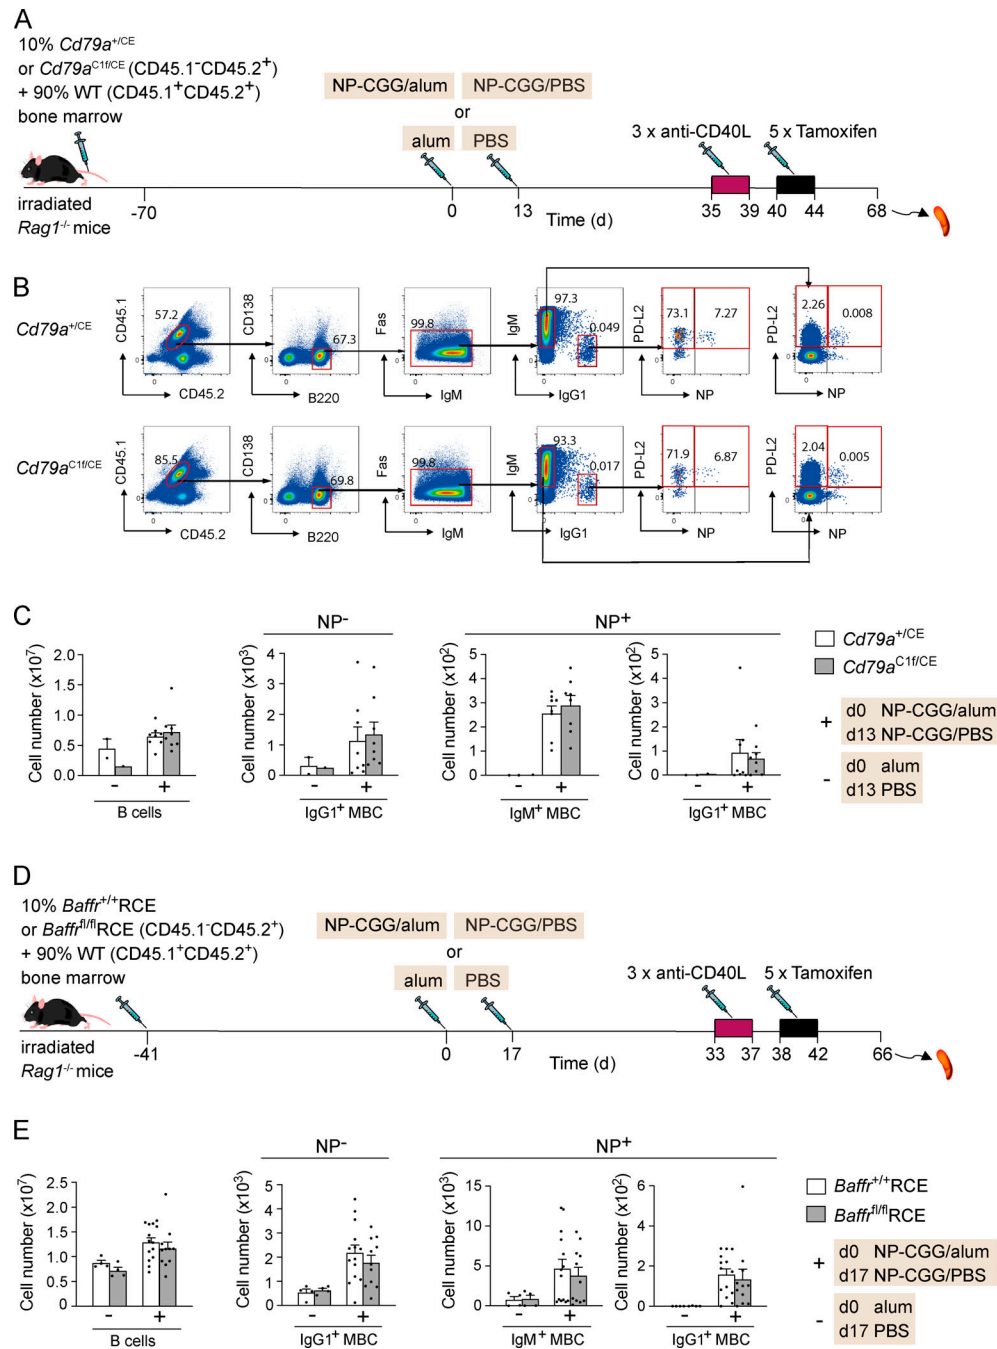 A
10% Cd79a+/CE
or Cd79aC1f/CE (CD45.1-CD45.2+)
+ 90% WT (CD45.1+CD45.2+)
bone marrow
NP-CGG/alum NP-CGG/PBS
or
alum PBS
3 x anti-CD40L 5 x Tamoxifen
irradiated
Rag1-/- mice
-70 0 13 Time (d) 35 39 40 44 68
B
Cd79a+/CE
CD45.1 57.2 CD45.2
CD138 67.3 B220
Fas 99.8 IgM
IgM 97.3 0.049 IgG1
PD-L2 73.1 7.27 NP
PD-L2 2.26 0.008 NP
Cd79aC1f/CE
CD45.1 85.5 CD45.2
CD138 69.8 B220
Fas 99.8 IgM
IgM 93.3 0.017 IgG1
PD-L2 71.9 6.87 NP
PD-L2 2.04 0.005 NP
C
NP- NP+
Cell number (x10⁷) 2.0 1.5 1.0 0.5 0.0
- +
B cells
Cell number (x10³) 5 4 3 2 1 0
- +
IgG1+ MBC
Cell number (x10²) 5 4 3 2 1 0
- +
IgM+ MBC
Cell number (x10²) 5 4 3 2 1 0
- +
IgG1+ MBC
Cd79a+/CE
Cd79aC1f/CE
+ d0 NP-CGG/alum
d13 NP-CGG/PBS
- d0 alum
d13 PBS
D
10% Baffr+/+RCE
or Baffrfl/flRCE (CD45.1-CD45.2+)
+ 90% WT (CD45.1+CD45.2+)
bone marrow
NP-CGG/alum NP-CGG/PBS
or
alum PBS
3 x anti-CD40L 5 x Tamoxifen
irradiated
Rag1-/- mice
-41 0 17 Time (d) 33 37 38 42 66
E
NP- NP+
Cell number (x10⁷) 2.5 2.0 1.5 1.0 0.5 0
- +
B cells
Cell number (x10³) 5 4 3 2 1 0
- +
IgG1+ MBC
Cell number (x10³) 15 10 5 0
- +
IgM+ MBC
Cell number (x10²) 6 4 2 0
- +
IgG1+ MBC
Baffr+/+RCE
Baffrfl/flRCE
+ d0 NP-CGG/alum
d17 NP-CGG/PBS
- d0 alum
d17 PBS